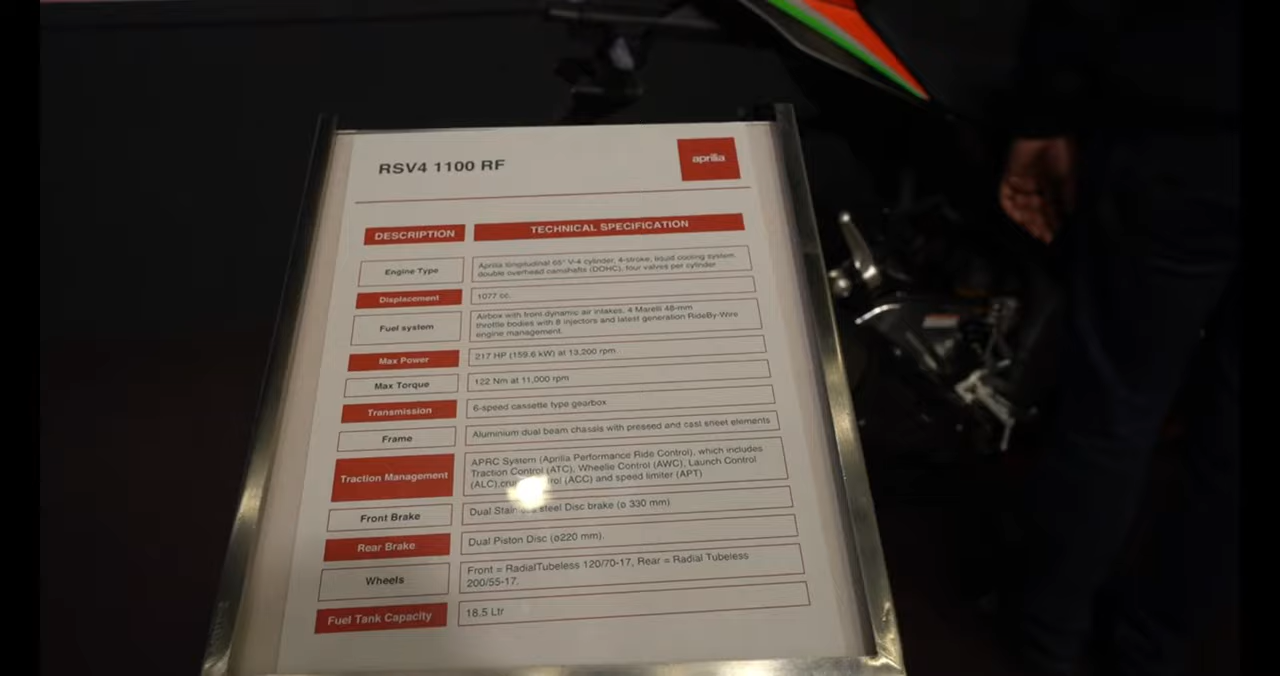 RSV4 1100 RF
aprilia
DESCRIPTION
TECHNICAL SPECIFICATION
Engine Type
Aprilia longitudinal 65° V-4 cylinder, 4-stroke, liquid cooling system,
double overhead camshafts (DOHC), four valves per cylinder
Displacement
1077 cc.
Fuel system
Airbox with front dynamic air intakes. 4 Marelli 48-mm
throttle bodies with 8 injectors and latest generation RideBy-Wire
engine management.
Max Power
217 HP (159.6 kW) at 13,200 rpm
Max Torque
122 Nm at 11,000 rpm
Transmission
6-speed cassette type gearbox
Frame
Aluminium dual beam chassis with pressed and cast sheet elements
Traction Management
APRC System (Aprilia Performance Ride Control), which includes
Traction Control (ATC), Wheelie Control (AWC), Launch Control
(ALC), (ACC) and speed limiter (APT)
Front Brake
Dual steel Disc brake (ø 330 mm)
Rear Brake
Dual Piston Disc (ø220 mm).
Wheels
Front = RadialTubeless 120/70-17, Rear = Radial Tubeless
200/55-17.
Fuel Tank Capacity
18.5 Ltr